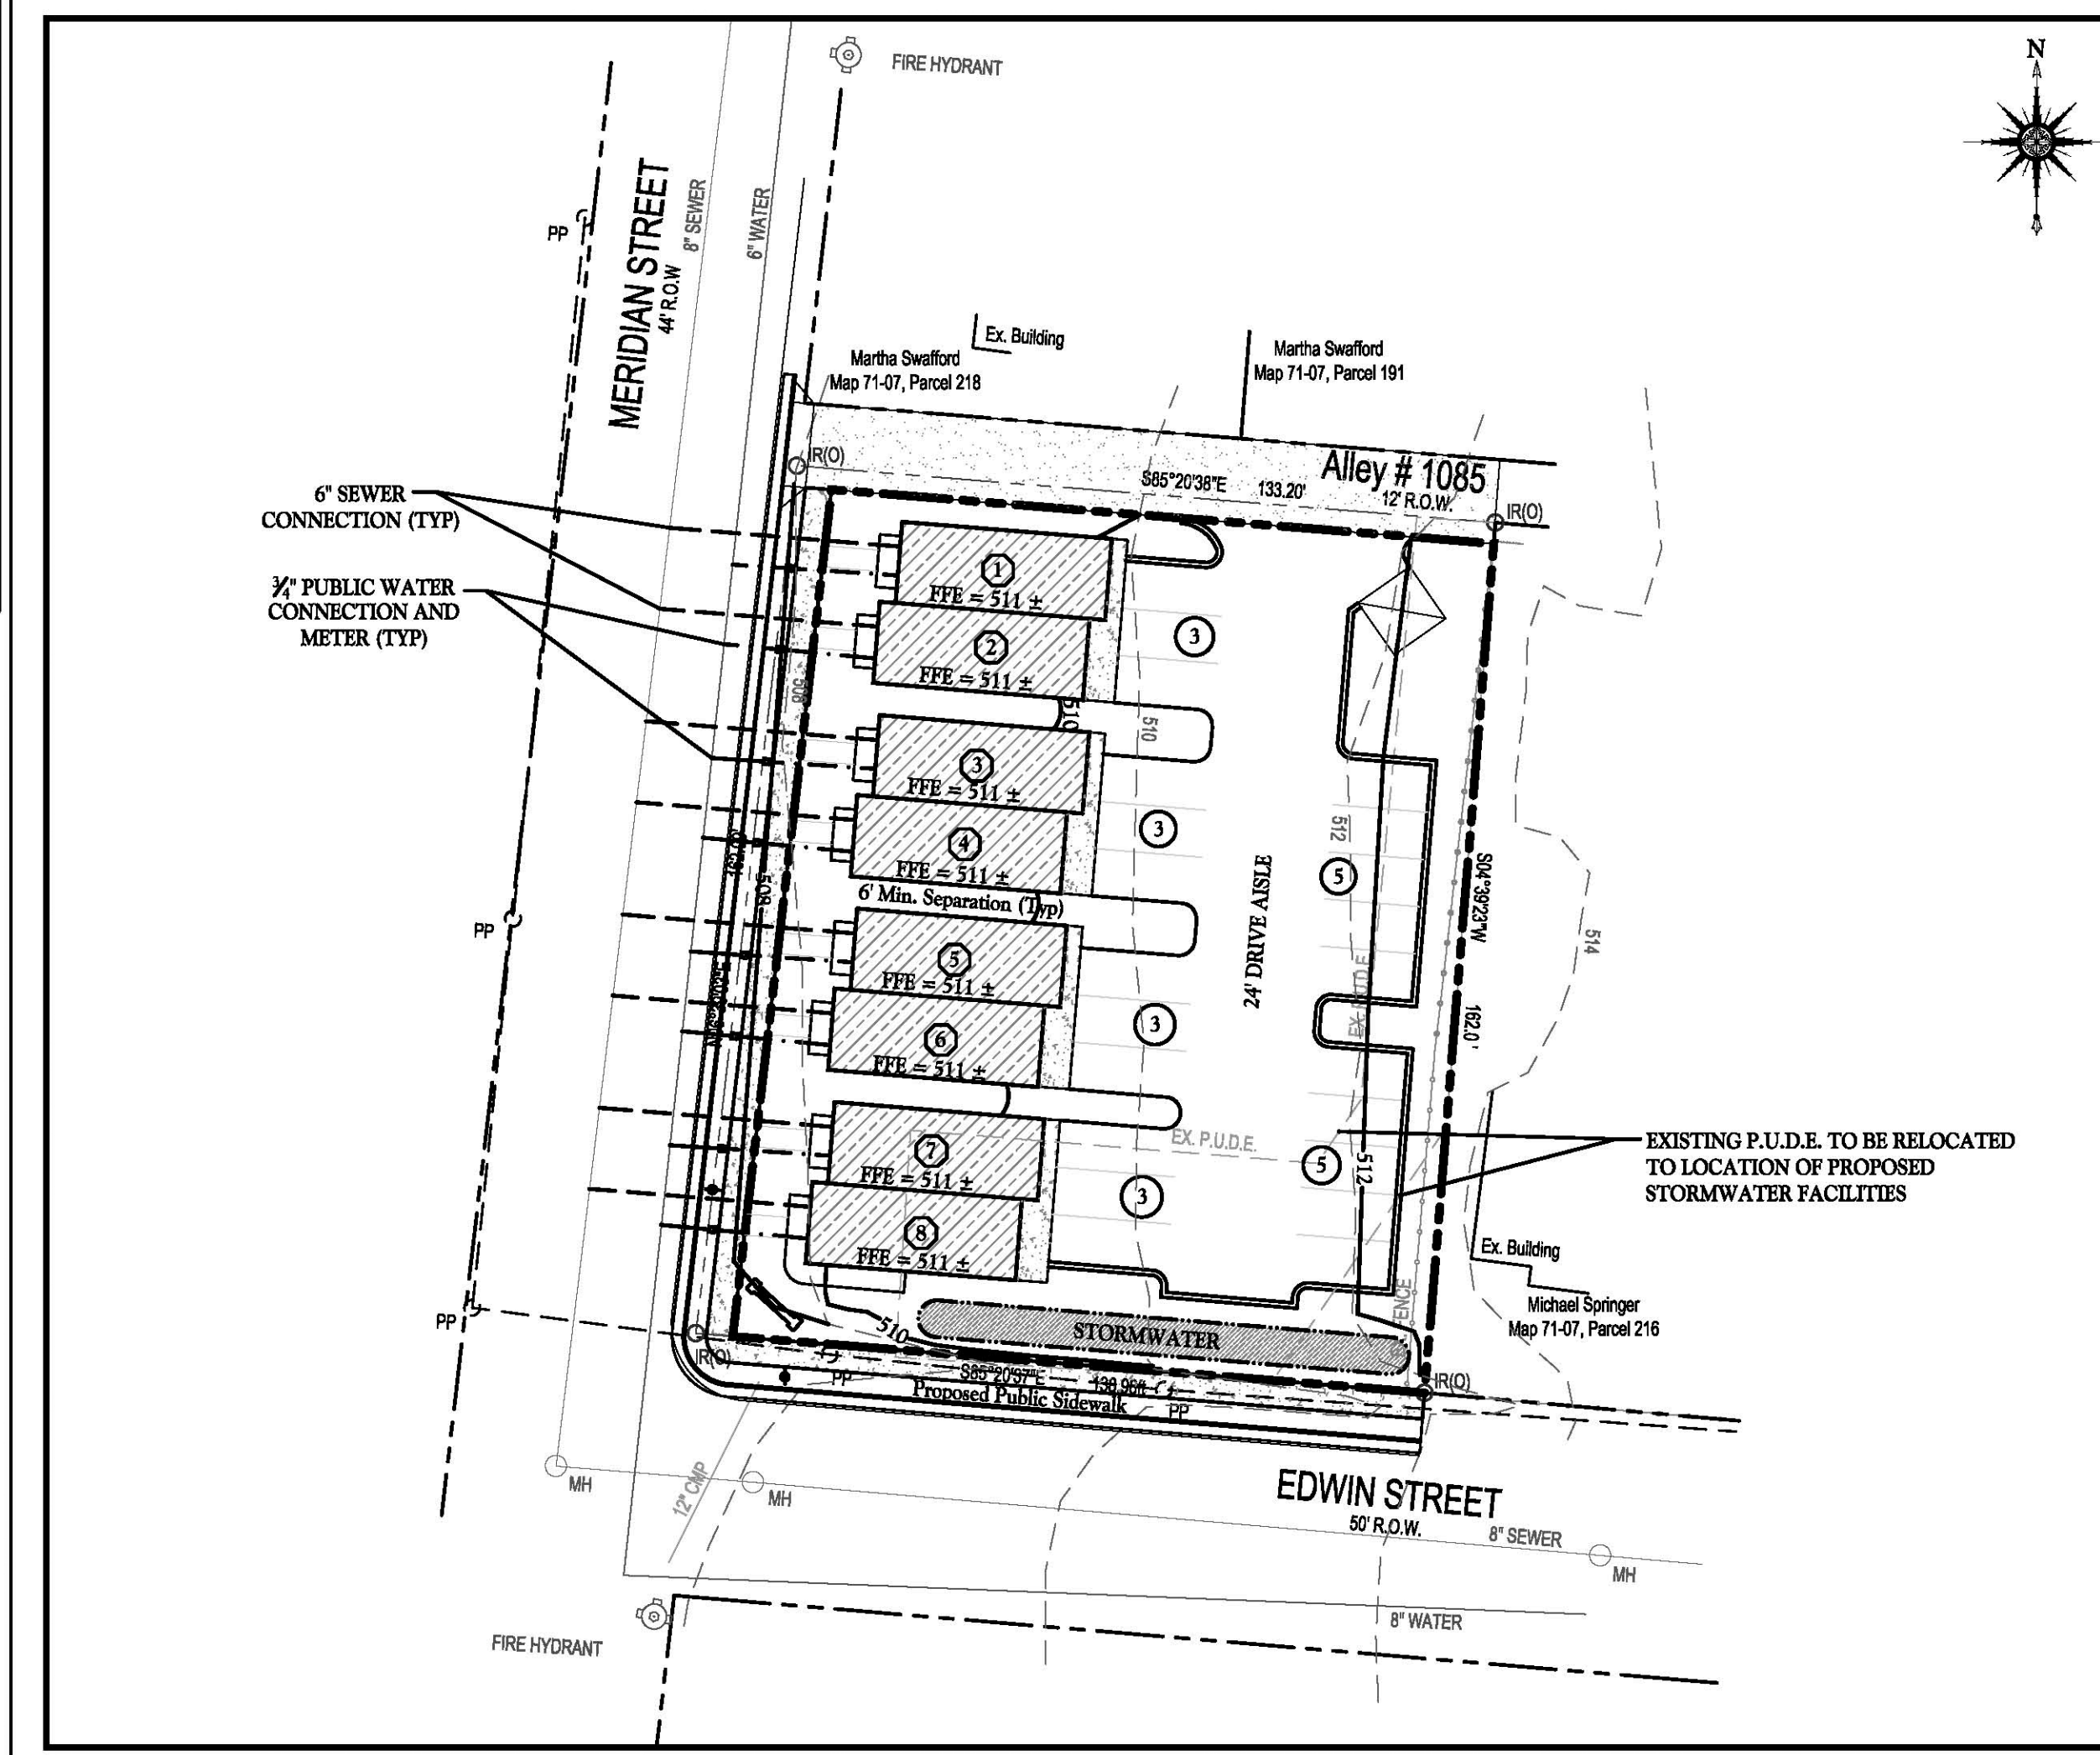 N
FIRE HYDRANT
MERIDIAN STREET
44' R.O.W
8" SEWER
6" WATER
PP
Ex. Building
Martha Swafford
Map 71-07, Parcel 218
Martha Swafford
Map 71-07, Parcel 191
IR(O)
S85°20'38"E 133.20'
Alley # 1085
12' R.O.W.
IR(O)
6" SEWER
CONNECTION (TYP)
¾" PUBLIC WATER
CONNECTION AND
METER (TYP)
1
FFE = 511 ±
2
FFE = 511 ±
3
508
510
510
3
FFE = 511 ±
4
FFE = 511 ±
3
512
5
508
6' Min. Separation (Typ)
24' DRIVE AISLE
S04°39'23"W
162.0'
514
PP
5
FFE = 511 ±
6
FFE = 511 ±
3
EX. P.U.D.E.
7
FFE = 511 ±
8
FFE = 511 ±
3
EX. P.U.D.E.
5
512
EXISTING P.U.D.E. TO BE RELOCATED
TO LOCATION OF PROPOSED
STORMWATER FACILITIES
Ex. Building
Michael Springer
Map 71-07, Parcel 216
FENCE
PP
510
STORMWATER
IR(O)
PP
S85°20'37"E 138.96ft
IR(O)
Proposed Public Sidewalk
PP
MH
12" CMP
MH
EDWIN STREET
50' R.O.W.
8" SEWER
MH
8" WATER
FIRE HYDRANT